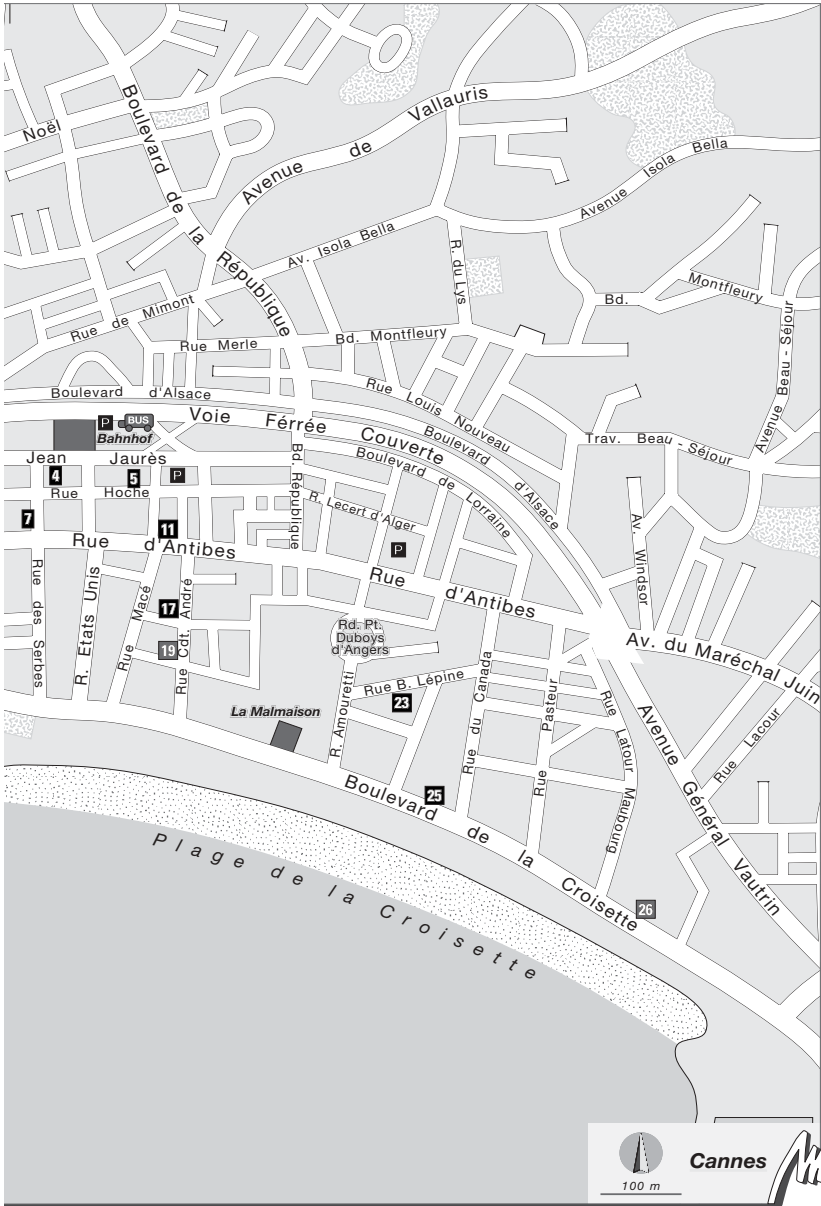 Noël
Boulevard de la République
Avenue de Vallauris
Avenue Isola Bella
Av. Isola Bella
R. du Lys
Bd. Montfleury
Rue de Mimont
Rue Merle
Bd. Montfleury
Avenue Beau - Séjour
Boulevard d'Alsace
Rue Louis Nouveau
P
BUS
Bahnhof
Voie Férrée Couverte
Boulevard d'Alsace
Trav. Beau - Séjour
Jean Jaurès
Bd. République
Boulevard de Lorraine
4
5
P
Rue Hoche
R. Lecert d'Alger
7
11
P
Av. Windsor
Rue d'Antibes
Rue d'Antibes
Rue des Serbes
R. Etats Unis
Rue Macé
Rue Cdt. André
17
19
Rd. Pt.
Duboys
d'Angers
Av. du Maréchal Juin
Rue B. Lépine
23
R. Amouretti
Rue du Canada
Rue Pasteur
Rue Latour Maubourg
Avenue Général Vautrin
Rue Lacour
La Malmaison
25
Boulevard de la Croisette
26
Plage de la Croisette
Cannes
100 m